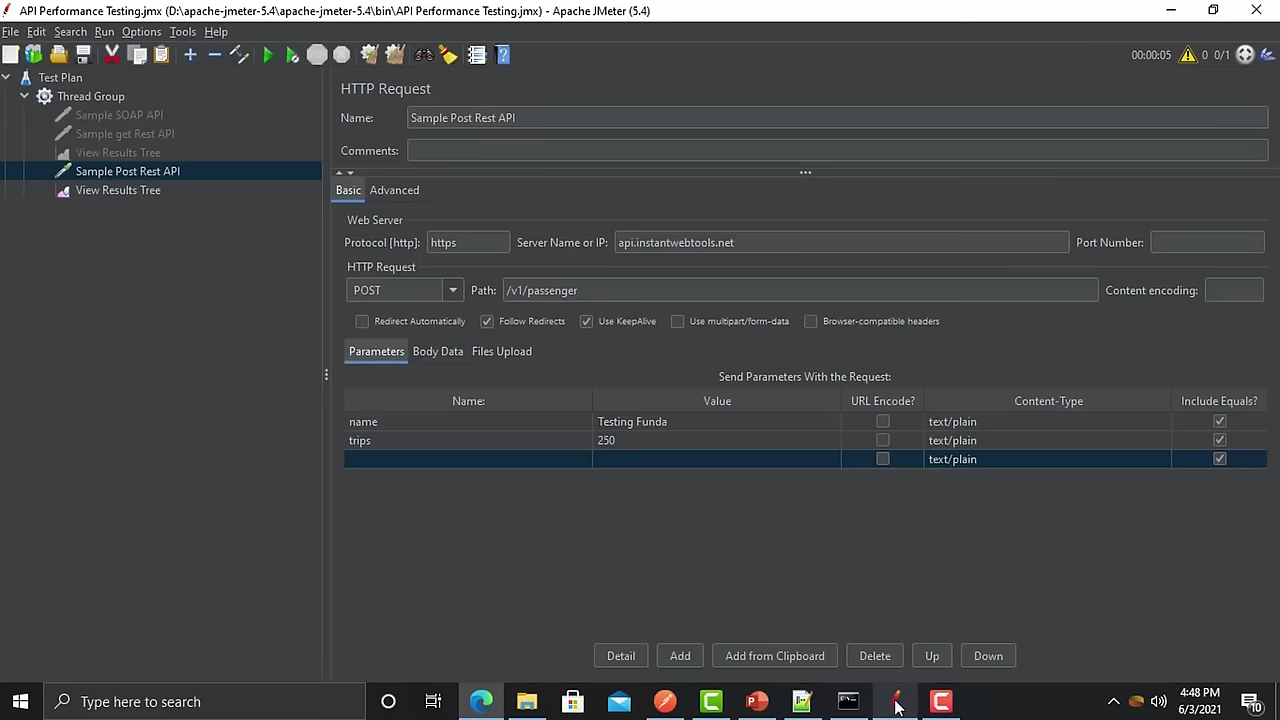 API Performance Testing.jmx (D:\apache-jmeter-5.4\apache-jmeter-5.4\bin\API Performance Testing.jmx) - Apache JMeter (5.4)
File Edit Search Run Options Tools Help
00:00:05 0 0/1
Test Plan
Thread Group
Sample SOAP API
Sample get Rest API
View Results Tree
Sample Post Rest API
View Results Tree
HTTP Request
Name: Sample Post Rest API
Comments:
Basic Advanced
Web Server
Protocol [http]: https Server Name or IP: api.instantwebtools.net Port Number:
HTTP Request
POST Path: /v1/passenger Content encoding:
Redirect Automatically Follow Redirects Use KeepAlive Use multipart/form-data Browser-compatible headers
Parameters Body Data Files Upload
Send Parameters With the Request:
Name: Value URL Encode? Content-Type Include Equals?
name Testing Funda text/plain
trips 250 text/plain
text/plain
Detail Add Add from Clipboard Delete Up Down
Type here to search
4:48 PM
6/3/2021
10